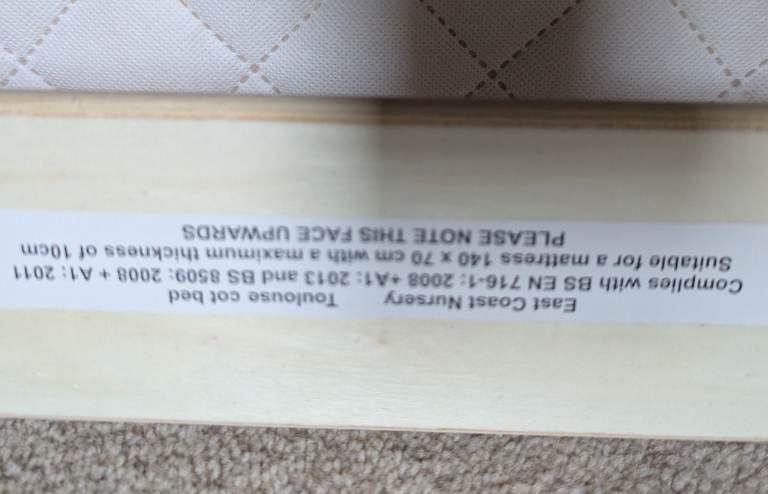 East Coast Nursery Toulouse cot bed
Complies with BS EN 716-1: 2008 +A1: 2013 and BS 8509: 2008 + A1: 2011
Suitable for a mattress 140 x 70 cm with a maximum thickness of 10cm
PLEASE NOTE THIS FACE UPWARDS